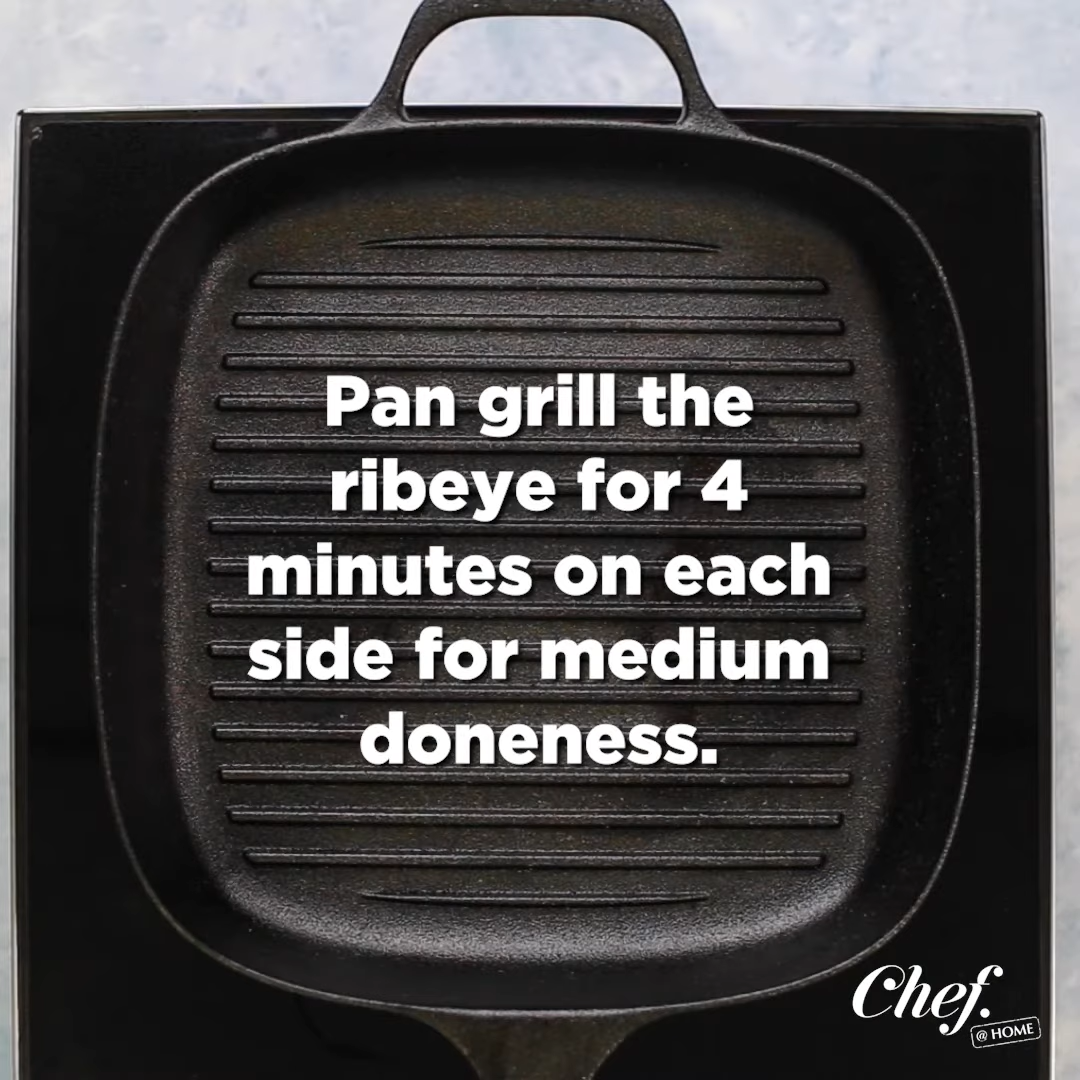 Pan grill the
ribeye for 4
minutes on each
side for medium
doneness.
Chef.
@ HOME